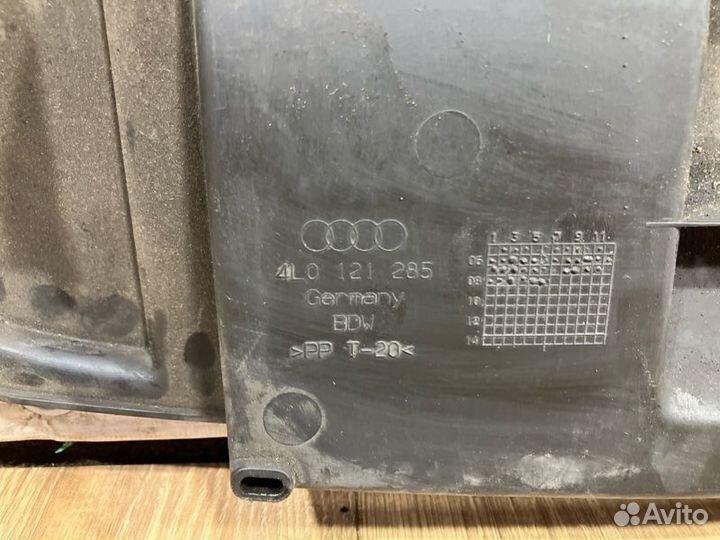 1 3 5 7 9 11
4L0 121 285
06
Germany
08
BDW
10
12
>PP T-20<
14
Avito